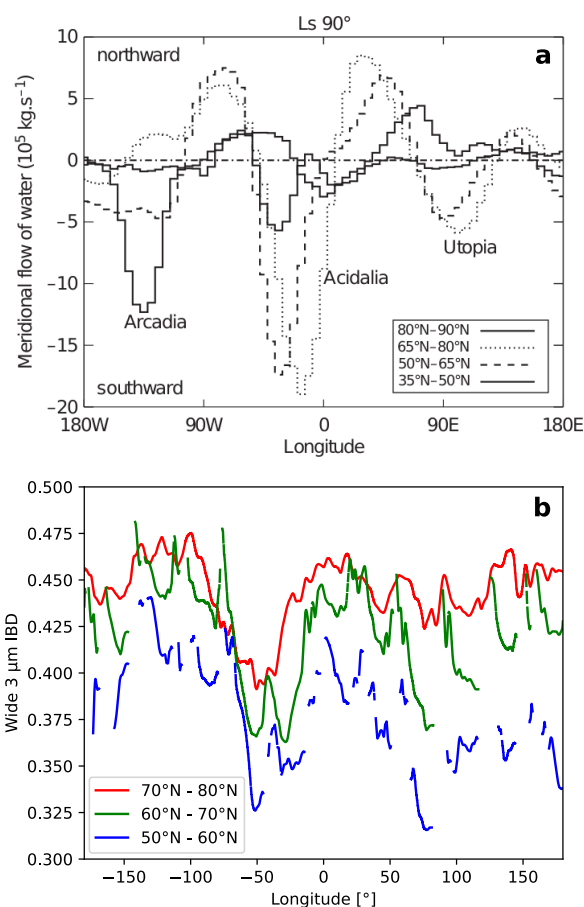 Ls 90°
a
northward
10
5
0
−5
−10
−15
−20
Meridional flow of water (10⁵ kg.s⁻¹)
Arcadia
Acidalia
Utopia
southward
80°N−90°N
65°N−80°N
50°N−65°N
35°N−50°N
180W
90W
0
90E
180E
Longitude
b
0.500
0.475
0.450
0.425
0.400
0.375
0.350
0.325
0.300
Wide 3 μm IBD
70°N - 80°N
60°N - 70°N
50°N - 60°N
−150
−100
−50
0
50
100
150
Longitude [°]